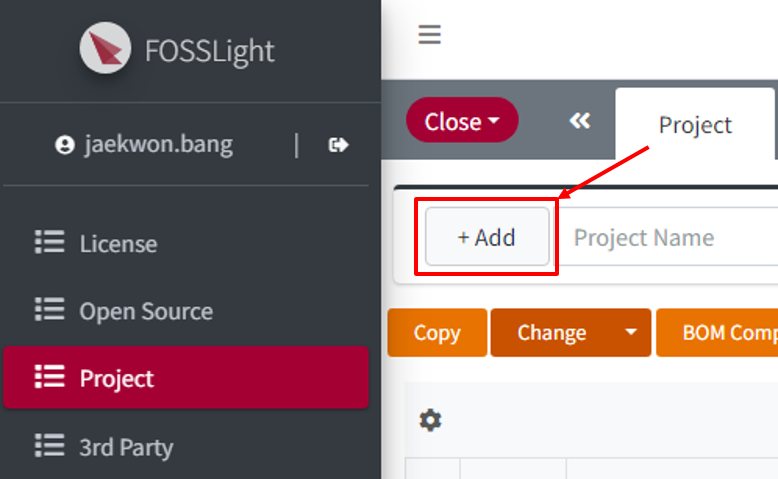 FOSSLight
jaekwon.bang |
License
Open Source
Project
3rd Party
Close
Project
+ Add
Project Name
Copy
Change
BOM Comp